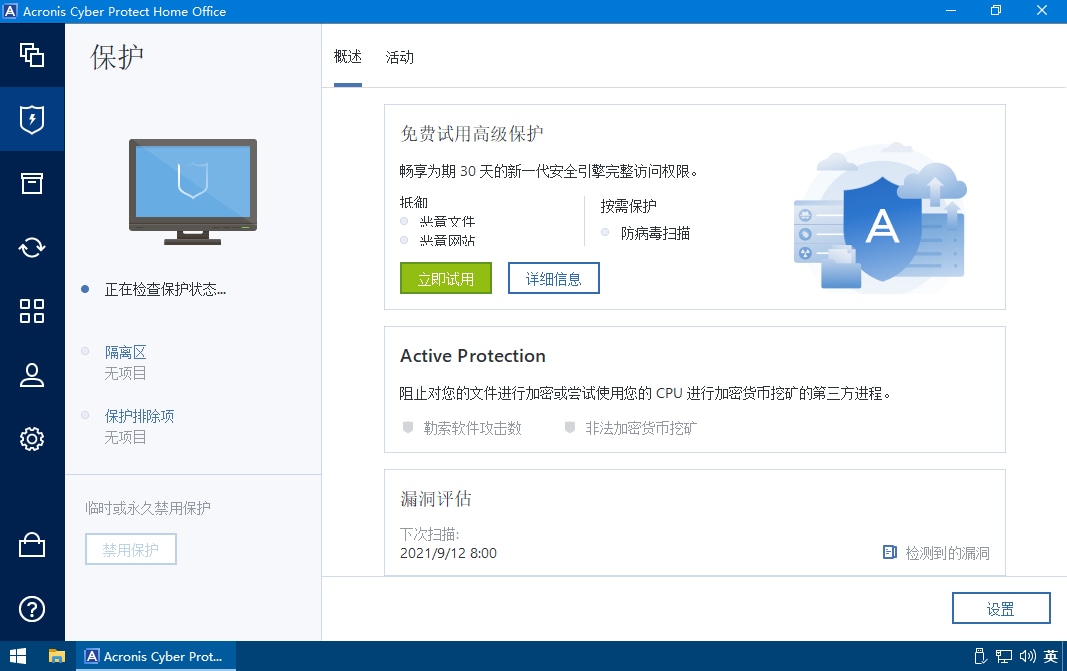 Acronis Cyber Protect Home Office
保护
概述
活动
免费试用高级保护
畅享为期 30 天的新一代安全引擎完整访问权限。
抵御
恶意文件
恶意网站
按需保护
防病毒扫描
立即试用
详细信息
A
正在检查保护状态...
隔离区
无项目
保护排除项
无项目
Active Protection
阻止对您的文件进行加密或尝试使用您的 CPU 进行加密货币挖矿的第三方进程。
勒索软件攻击数
非法加密货币挖矿
漏洞评估
下次扫描:
2021/9/12 8:00
检测到的漏洞
临时或永久禁用保护
禁用保护
设置
A Acronis Cyber Prot...
英